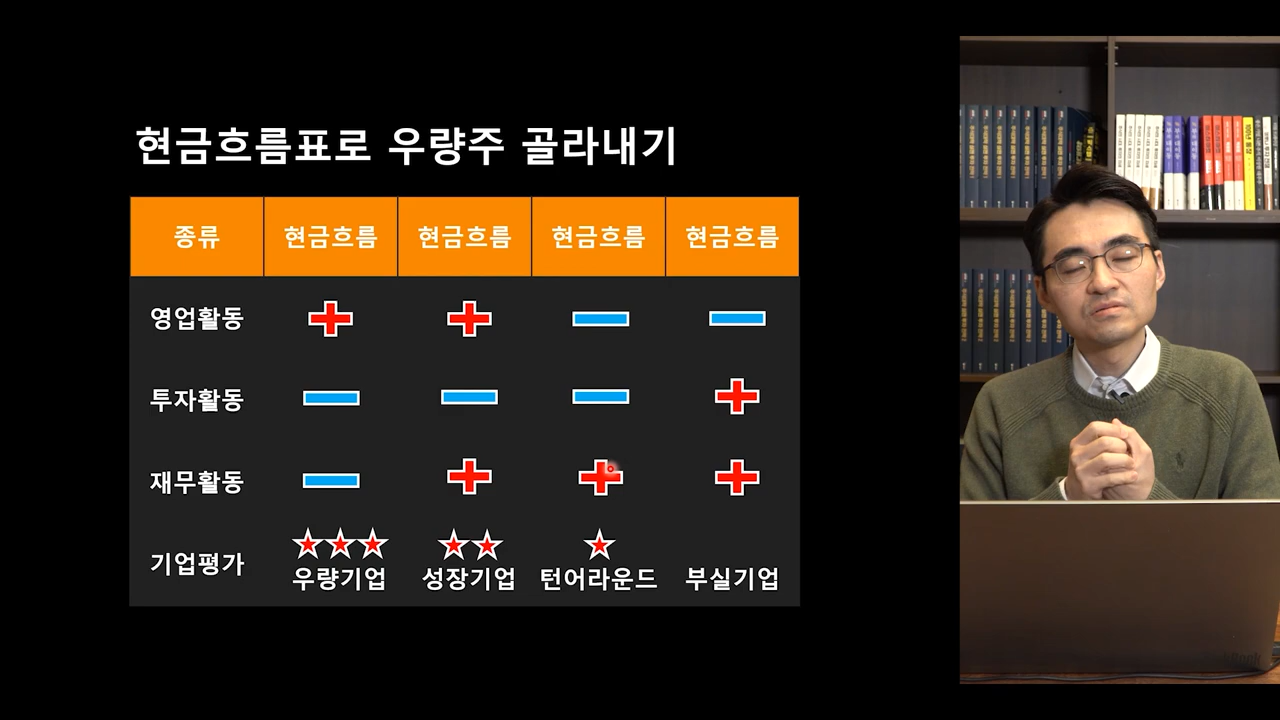 현금흐름표로 우량주 골라내기
종류 현금흐름 현금흐름 현금흐름 현금흐름
영업활동
투자활동
재무활동
기업평가 우량기업 성장기업 턴어라운드 부실기업